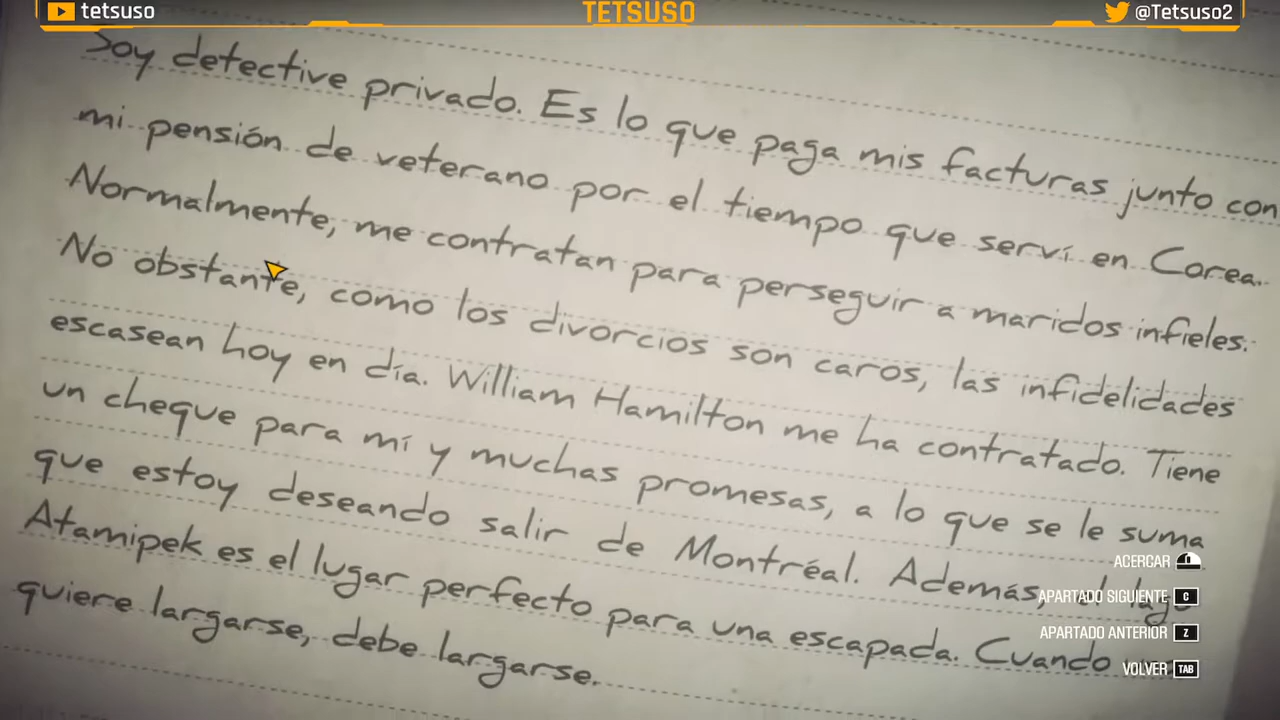 tetsuso
TETSUSO
@Tetsuso2
Soy detective privado. Es lo que paga mis facturas junto con
mi pensión de veterano por el tiempo que serví en Corea.
Normalmente, me contratan para perseguir a maridos infieles.
No obstante, como los divorcios son caros, las infidelidades
escasean hoy en día. William Hamilton me ha contratado. Tiene
un cheque para mí y muchas promesas, a lo que se le suma
que estoy deseando salir de Montréal. Además, el lago
Atamipek es el lugar perfecto para una escapada. Cuando
quiere largarse, debe largarse.
ACERCAR
APARTADO SIGUIENTE C
APARTADO ANTERIOR Z
VOLVER TAB